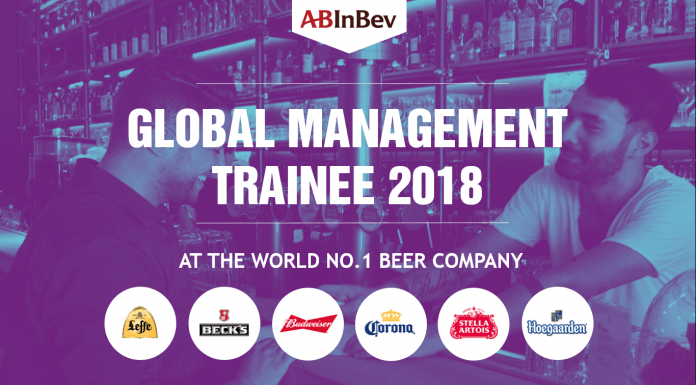 ABInBev
GLOBAL MANAGEMENT
TRAINEE 2018
AT THE WORLD NO.1 BEER COMPANY
Leffe
BECK'S
Budweiser
Corona
STELLA
ARTOIS
Hoegaarden